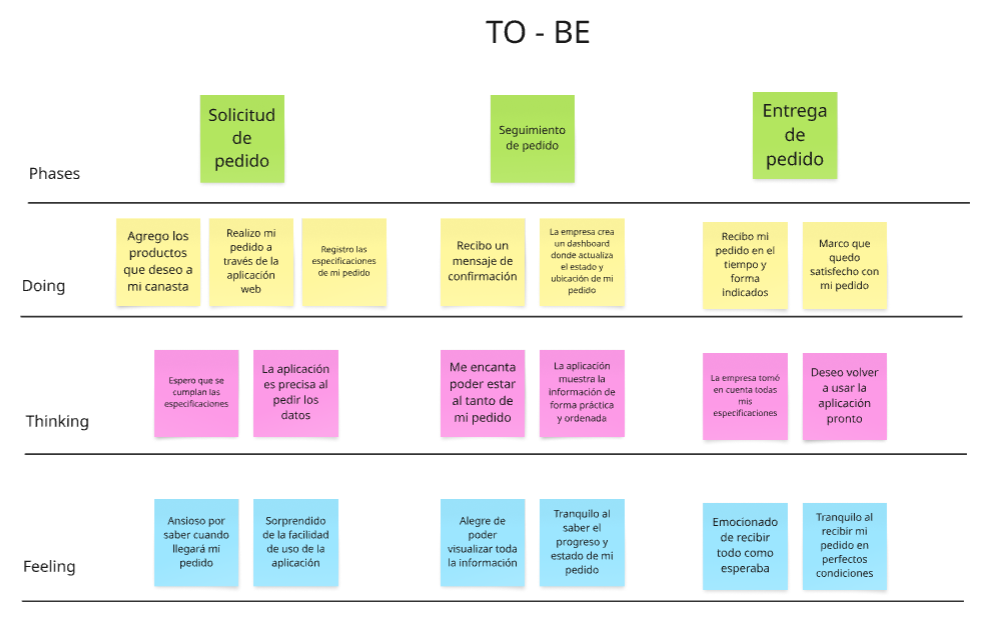 TO - BE
Phases
Solicitud
de
pedido
Seguimiento
de pedido
Entrega
de
pedido
Doing
Agrego los
productos
que deseo a
mi canasta
Realizo mi
pedido a
través de la
aplicación
web
Registro las
especificaciones
de mi pedido
Recibo un
mensaje de
confirmación
La empresa crea
un dashboard
donde actualiza
el estado y
ubicación de mi
pedido
Recibo mi
pedido en el
tiempo y
forma
indicados
Marco que
quedo
satisfecho con
mi pedido
Thinking
Espero que se
cumplan las
especificaciones
La aplicación
es precisa al
pedir los
datos
Me encanta
poder estar
al tanto de
mi pedido
La aplicación
muestra la
información de
forma práctica
y ordenada
La empresa tomó
en cuenta todas
mis
especificaciones
Deseo volver
a usar la
aplicación
pronto
Feeling
Ansioso por
saber cuando
llegará mi
pedido
Sorprendido
de la facilidad
de uso de la
aplicación
Alegre de
poder
visualizar toda
la información
Tranquilo al
saber el
progreso y
estado de mi
pedido
Emocionado
de recibir
todo como
esperaba
Tranquilo al
recibir mi
pedido en
perfectos
condiciones